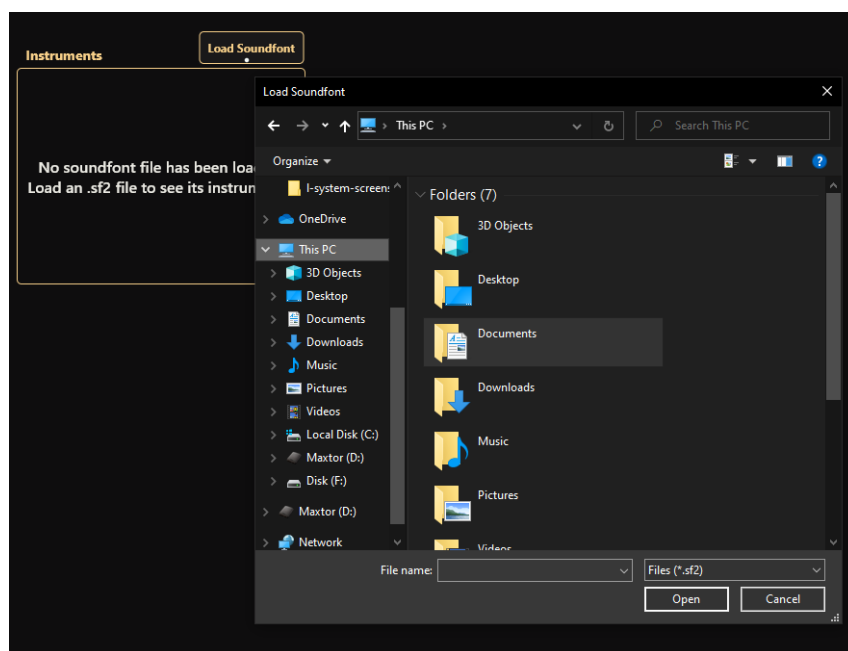 Instruments
Load Soundfont
No soundfont file has been loa
Load an .sf2 file to see its instrun
Load Soundfont
This PC
Search This PC
Organize
l-system-screen:
OneDrive
This PC
3D Objects
Desktop
Documents
Downloads
Music
Pictures
Videos
Local Disk (C:)
Maxtor (D:)
Disk (F:)
Maxtor (D:)
Network
Folders (7)
3D Objects
Desktop
Documents
Downloads
Music
Pictures
Videos
File name:
Files (*.sf2)
Open
Cancel